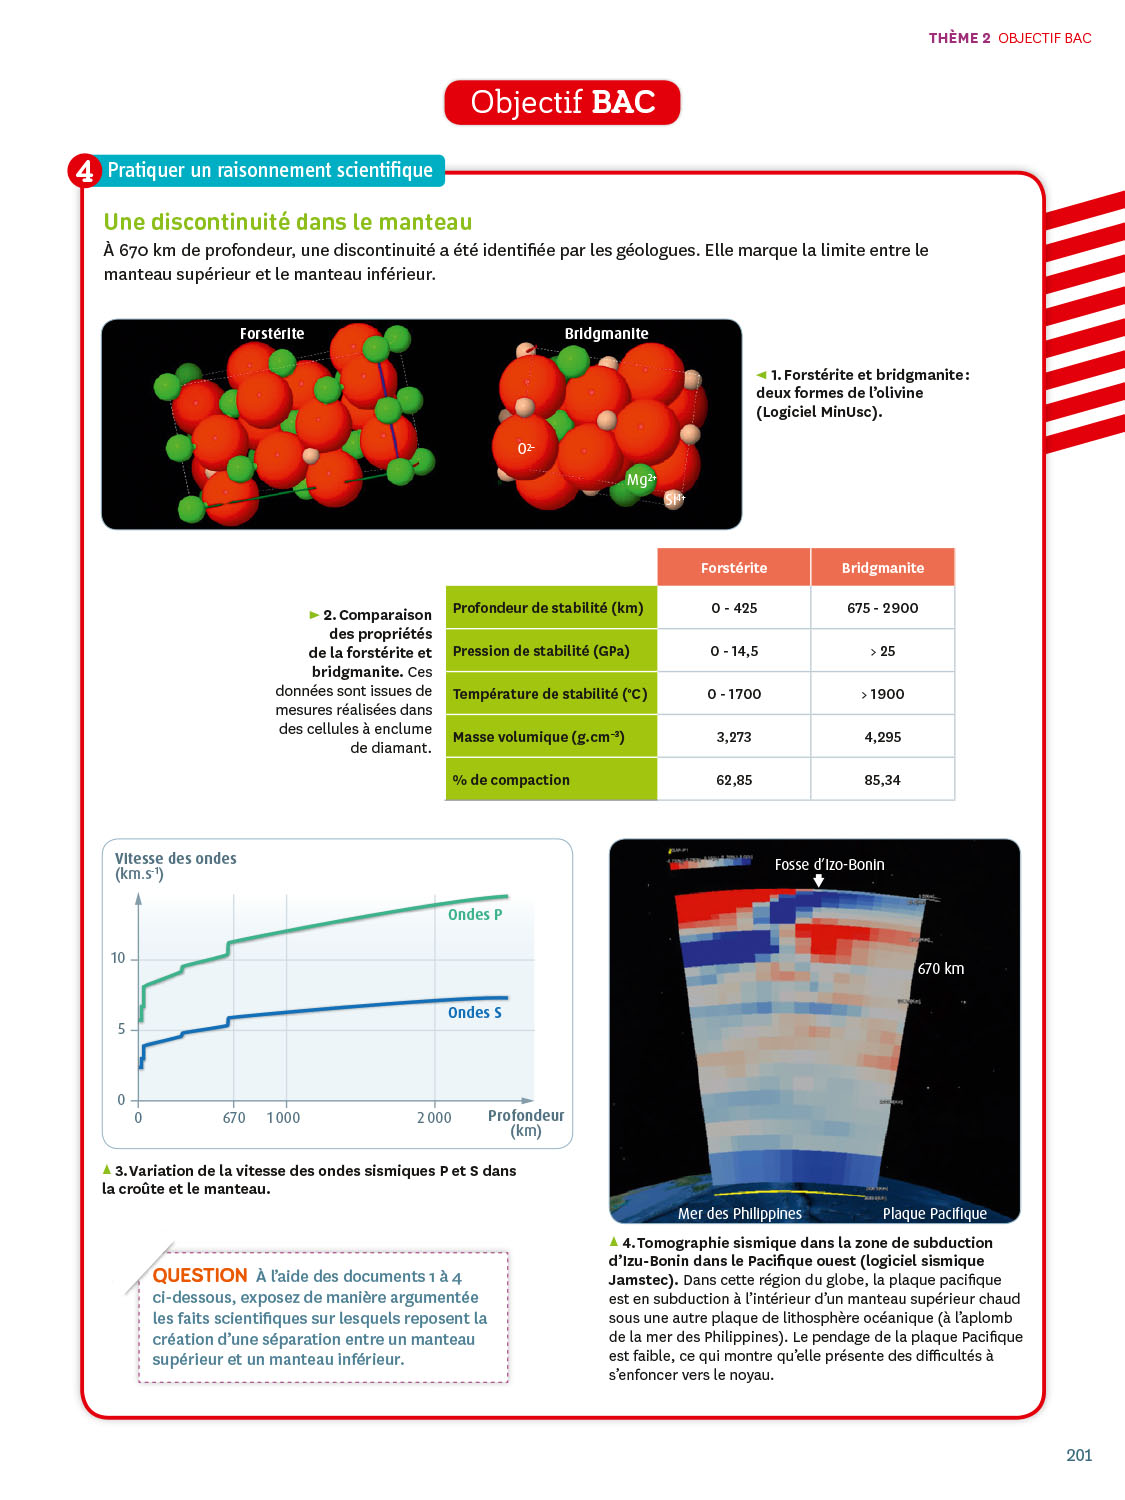 THÈME 2 OBJECTIF BAC
Objectif BAC
4 Pratiquer un raisonnement scientifique
Une discontinuité dans le manteau
À 670 km de profondeur, une discontinuité a été identifiée par les géologues. Elle marque la limite entre le
manteau supérieur et le manteau inférieur.
Forstérite
Bridgmanite
O²⁻
Mg²⁺
Si⁴⁺
◄ 1. Forstérite et bridgmanite :
deux formes de l’olivine
(Logiciel MinUsc).
► 2. Comparaison
des propriétés
de la forstérite et
bridgmanite. Ces
données sont issues de
mesures réalisées dans
des cellules à enclume
de diamant.
Forstérite Bridgmanite
Profondeur de stabilité (km) 0 - 425 675 - 2900
Pression de stabilité (GPa) 0 - 14,5 > 25
Température de stabilité (°C) 0 - 1700 > 1900
Masse volumique (g.cm⁻³) 3,273 4,295
% de compaction 62,85 85,34
Vitesse des ondes
(km.s⁻¹)
Ondes P
10
Ondes S
5
0
0 670 1 000 2 000 Profondeur
(km)
▲ 3. Variation de la vitesse des ondes sismiques P et S dans
la croûte et le manteau.
Fosse d’Izo-Bonin
670 km
Mer des Philippines Plaque Pacifique
▲ 4. Tomographie sismique dans la zone de subduction
d’Izu-Bonin dans le Pacifique ouest (logiciel sismique
Jamstec). Dans cette région du globe, la plaque pacifique
est en subduction à l’intérieur d’un manteau supérieur chaud
sous une autre plaque de lithosphère océanique (à l’aplomb
de la mer des Philippines). Le pendage de la plaque Pacifique
est faible, ce qui montre qu’elle présente des difficultés à
s’enfoncer vers le noyau.
QUESTION À l’aide des documents 1 à 4
ci-dessous, exposez de manière argumentée
les faits scientifiques sur lesquels reposent la
création d’une séparation entre un manteau
supérieur et un manteau inférieur.
201